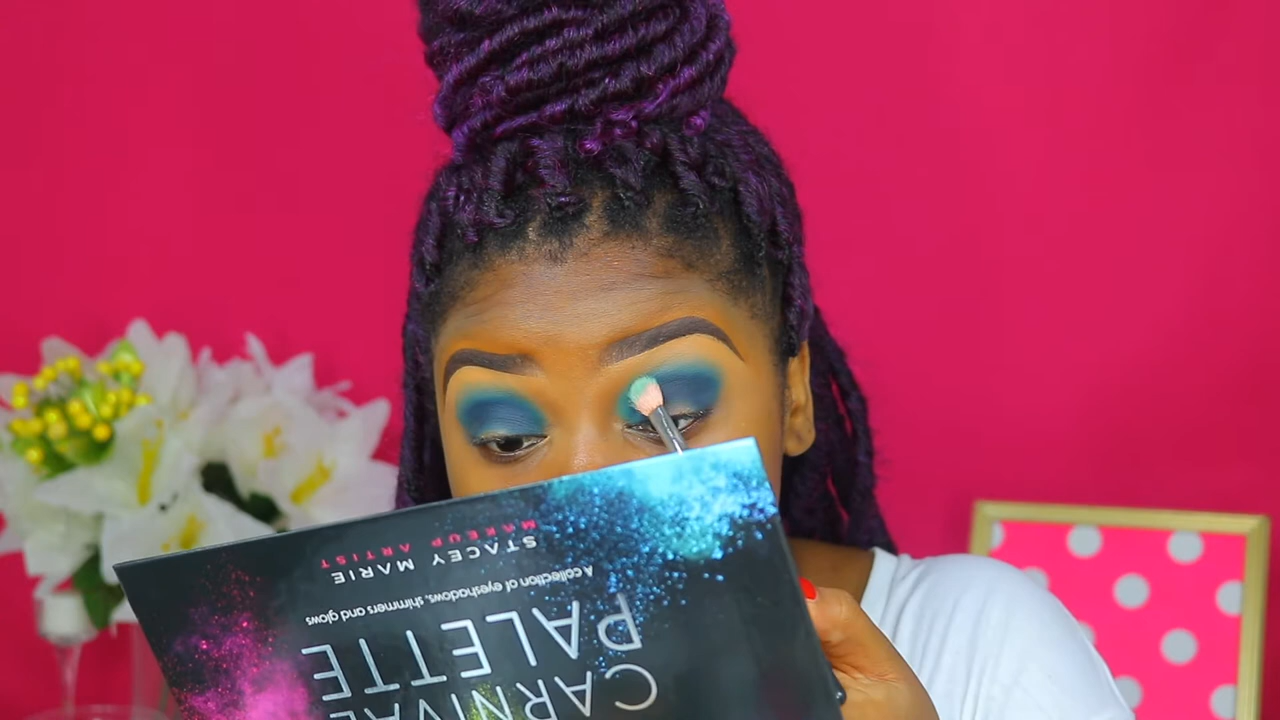 CARNIVAL
PALETTE
A collection of eyeshadows, shimmers and glows
STACEY MARIE
MAKEUP ARTIST